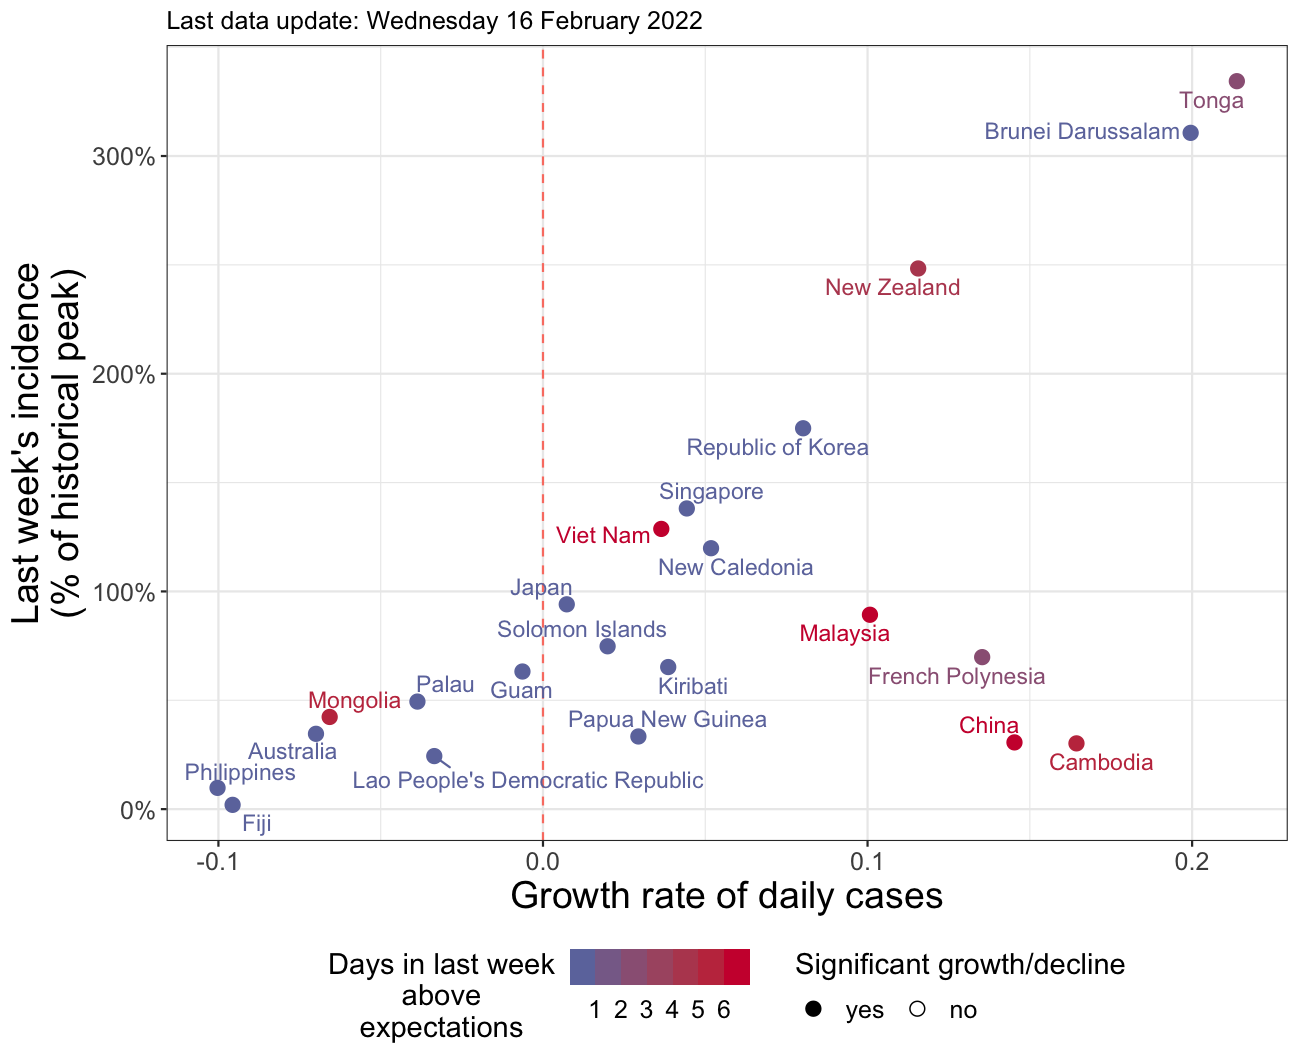 Last data update: Wednesday 16 February 2022
Last week's incidence
(% of historical peak)
300%
200%
100%
0%
Tonga
Brunei Darussalam
New Zealand
Republic of Korea
Singapore
Viet Nam
New Caledonia
Japan
Solomon Islands
Malaysia
French Polynesia
Palau
Guam
Kiribati
Mongolia
Papua New Guinea
China
Australia
Cambodia
Philippines
Lao People's Democratic Republic
Fiji
-0.1 0.0 0.1 0.2
Growth rate of daily cases
Days in last week
above
expectations
1 2 3 4 5 6
Significant growth/decline
yes no